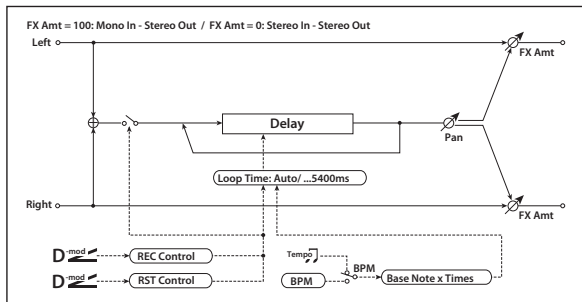 FX Amt = 100: Mono In - Stereo Out / FX Amt = 0: Stereo In - Stereo Out
Left
FX Amt
Delay
Pan
Loop Time: Auto/ ...5400ms
Right
FX Amt
D-mod
REC Control
Tempo
BPM
D-mod
RST Control
BPM
Base Note x Times